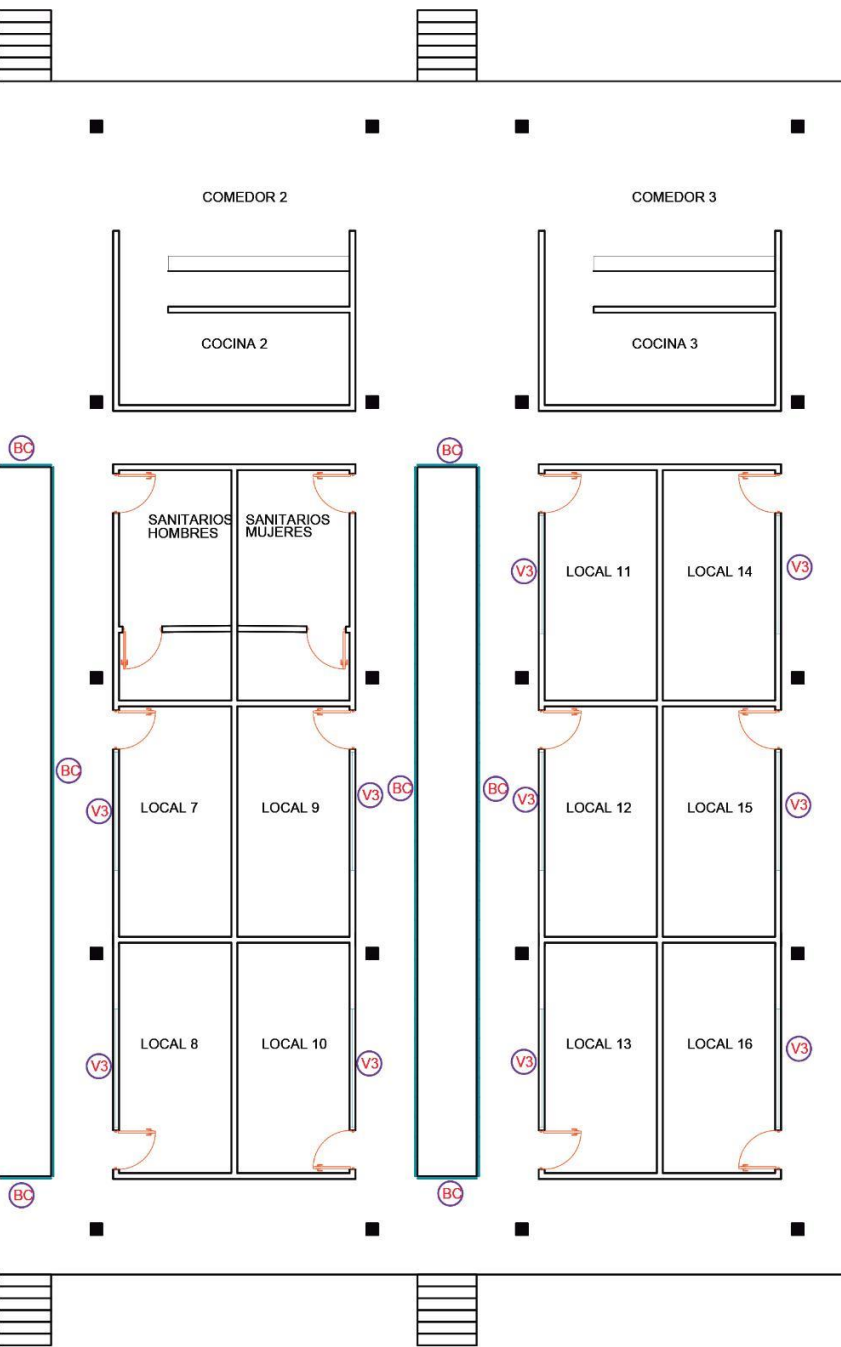 COMEDOR 2
COMEDOR 3
COCINA 2
COCINA 3
BC
BC
SANITARIOS
HOMBRES
SANITARIOS
MUJERES
V3
LOCAL 11
LOCAL 14
V3
BC
V3
LOCAL 7
LOCAL 9
V3
BC
BC
V3
LOCAL 12
LOCAL 15
V3
V3
LOCAL 8
LOCAL 10
V3
V3
LOCAL 13
LOCAL 16
V3
BC
BC